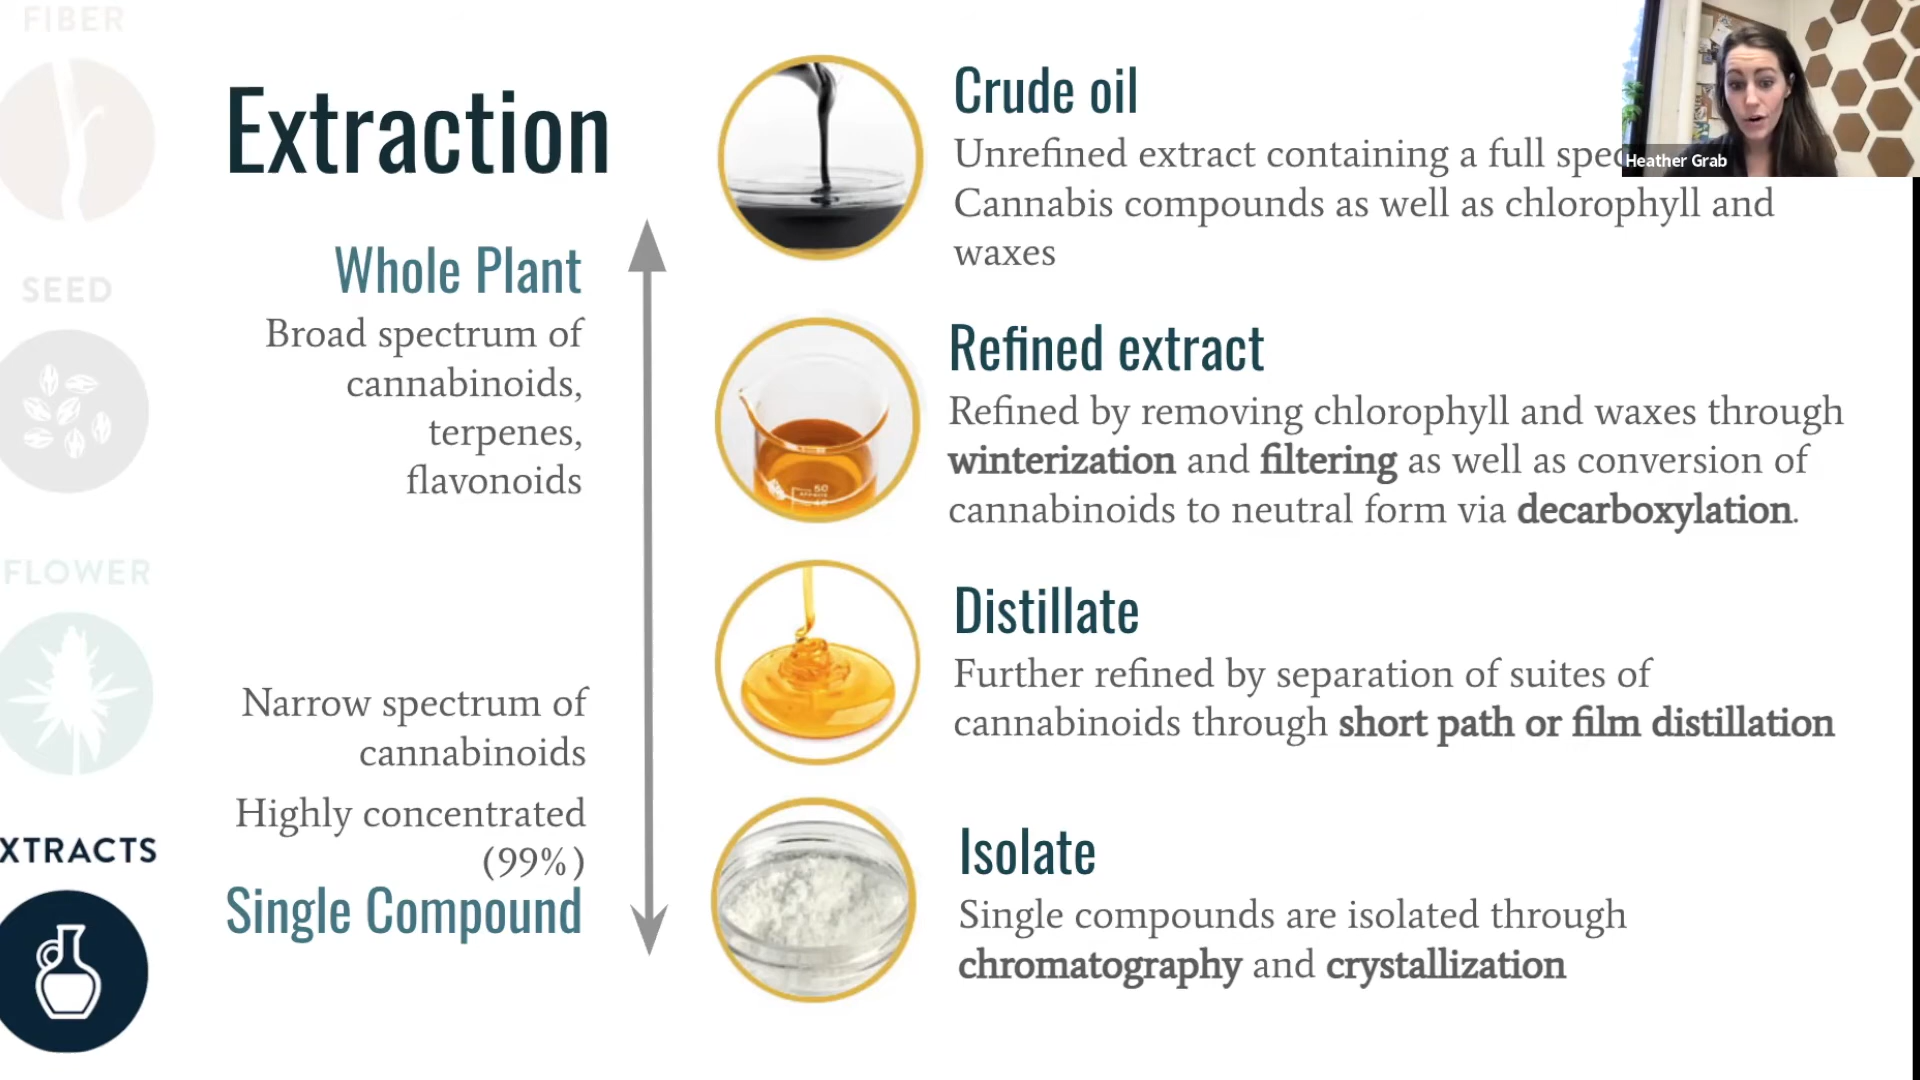 FIBER
SEED
FLOWER
XTRACTS
Extraction
Whole Plant
Broad spectrum of
cannabinoids,
terpenes,
flavonoids
Narrow spectrum of
cannabinoids
Highly concentrated
(99%)
Single Compound
Crude oil
Unrefined extract containing a full spec
Cannabis compounds as well as chlorophyll and
waxes
Heather Grab
Refined extract
Refined by removing chlorophyll and waxes through
winterization and filtering as well as conversion of
cannabinoids to neutral form via decarboxylation.
50
Distillate
Further refined by separation of suites of
cannabinoids through short path or film distillation
Isolate
Single compounds are isolated through
chromatography and crystallization